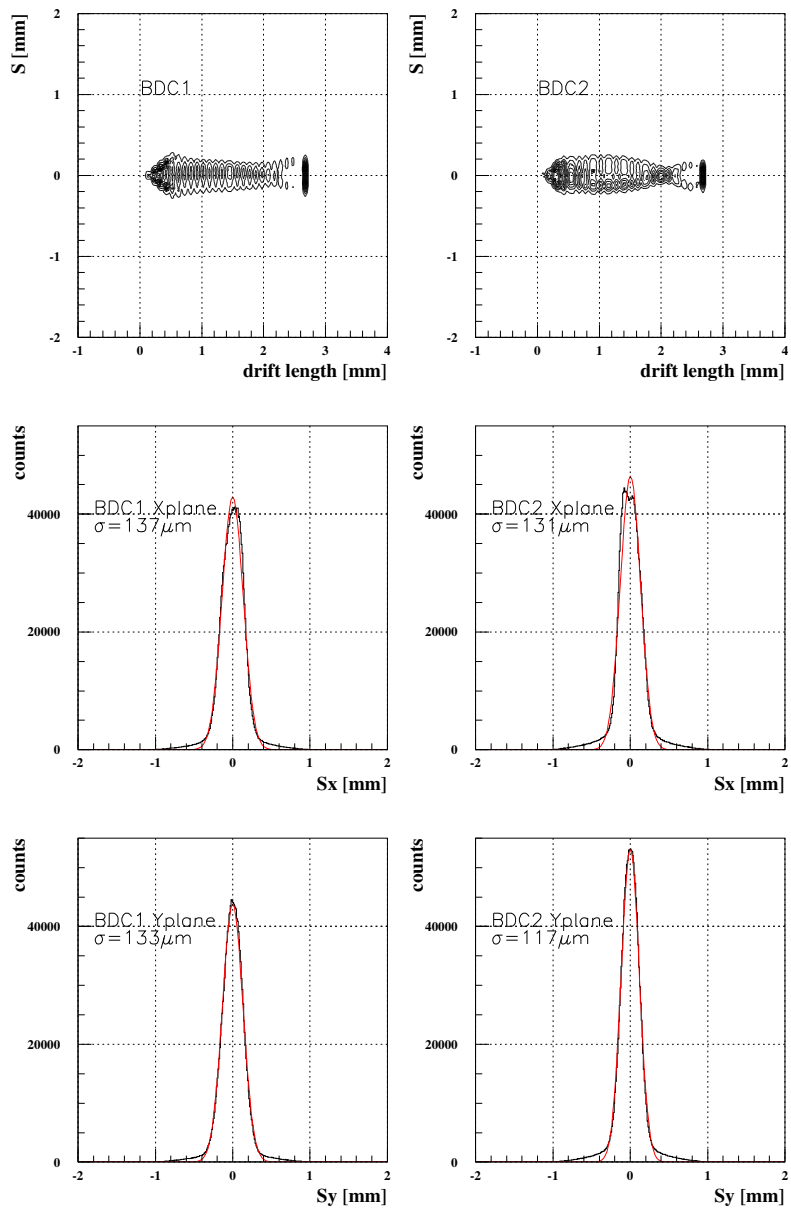 S [mm]
2
1
0
-1
-2
BDC1
-1 0 1 2 3 4
drift length [mm]
S [mm]
2
1
0
-1
-2
BDC2
-1 0 1 2 3 4
drift length [mm]
counts
40000
20000
0
BDC1 Xplane
σ=137μm
-2 -1 0 1 2
Sx [mm]
counts
40000
20000
0
BDC2 Xplane
σ=131μm
-2 -1 0 1 2
Sx [mm]
counts
40000
20000
0
BDC1 Yplane
σ=133μm
-2 -1 0 1 2
Sy [mm]
counts
40000
20000
0
BDC2 Yplane
σ=117μm
-2 -1 0 1 2
Sy [mm]